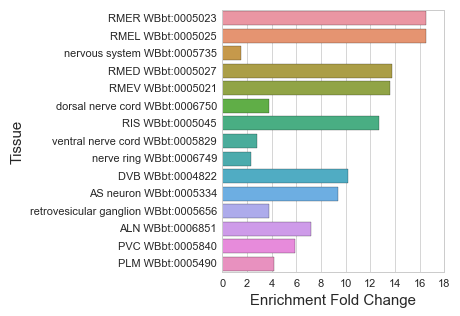 RMER WBbt:0005023
RMEL WBbt:0005025
nervous system WBbt:0005735
RMED WBbt:0005027
RMEV WBbt:0005021
dorsal nerve cord WBbt:0006750
RIS WBbt:0005045
ventral nerve cord WBbt:0005829
nerve ring WBbt:0006749
DVB WBbt:0004822
AS neuron WBbt:0005334
retrovesicular ganglion WBbt:0005656
ALN WBbt:0006851
PVC WBbt:0005840
PLM WBbt:0005490
Tissue
0 2 4 6 8 10 12 14 16 18
Enrichment Fold Change